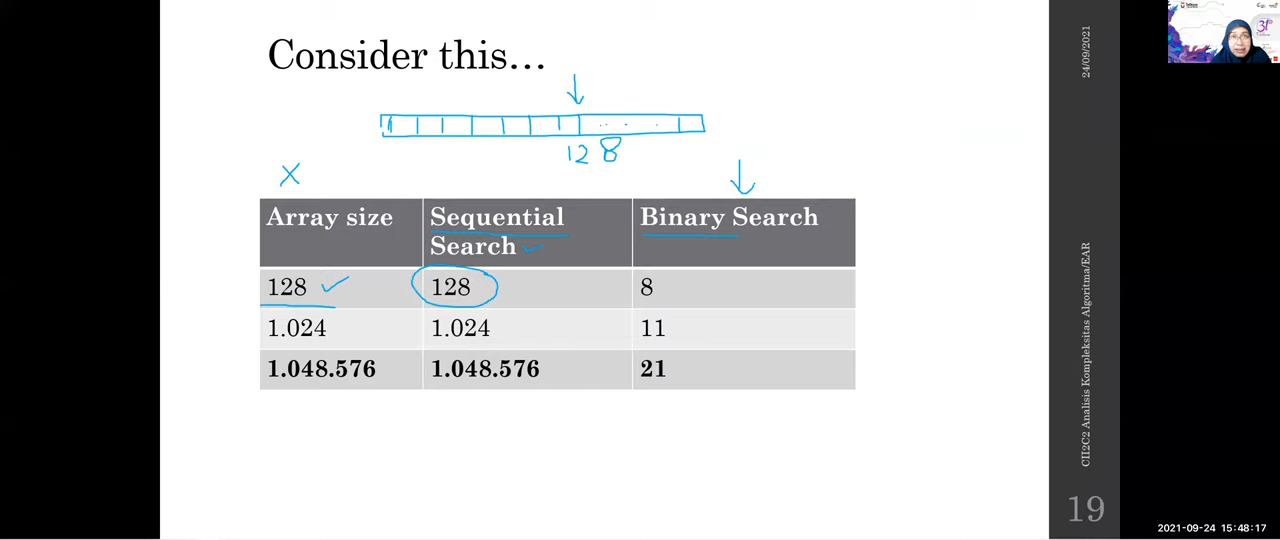 Consider this...
12 8
X
Array size
Sequential Search
Binary Search
128
128
8
1.024
1.024
11
1.048.576
1.048.576
21
24/09/2021
CII2C2 Analisis Kompleksitas Algoritma/EAR
19
2021-09-24 15:48:17